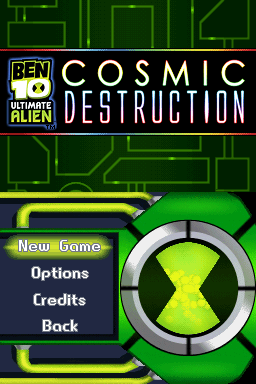 BEN
10
ULTIMATE
ALIEN
TM
COSMIC
DESTRUCTION
New Game
Options
Credits
Back